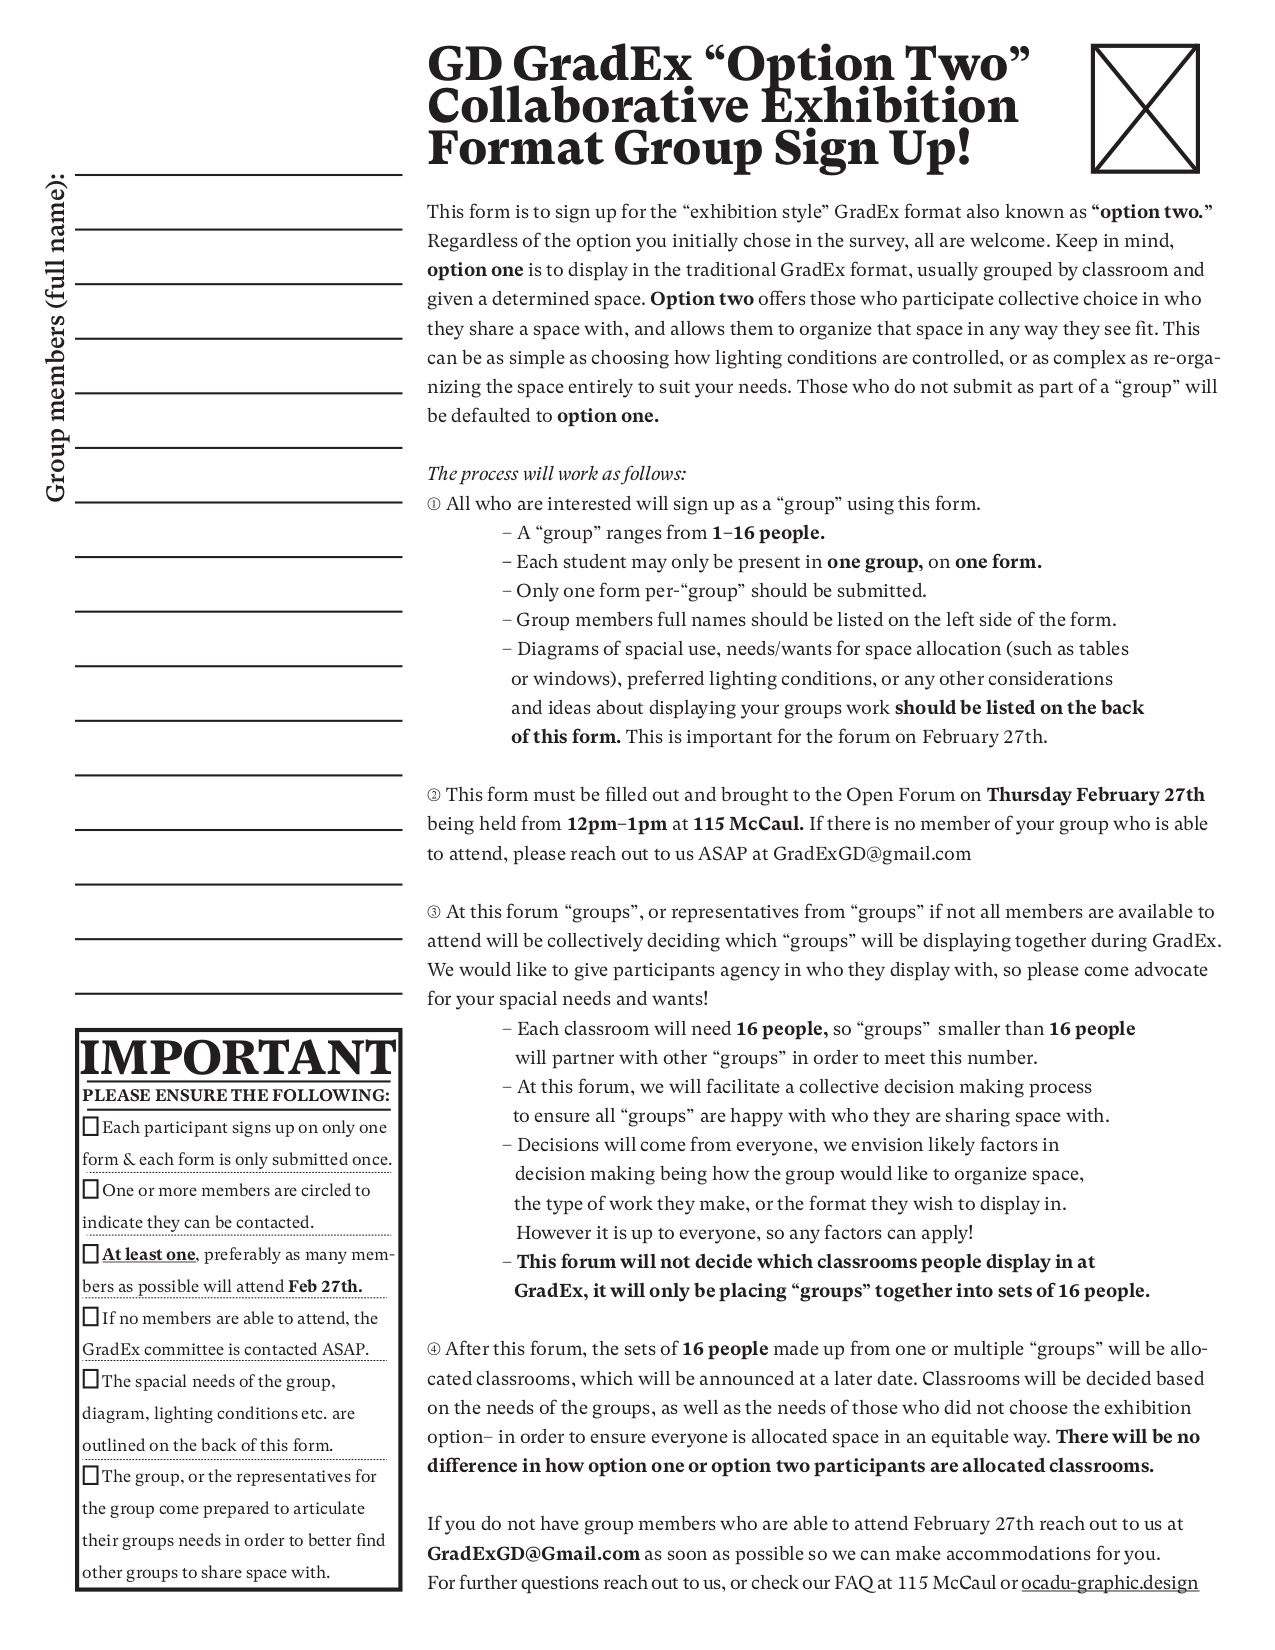 GD GradEx “Option Two”
Collaborative Exhibition
Format Group Sign Up!
Group members (full name):
This form is to sign up for the “exhibition style” GradEx format also known as “option two.”
Regardless of the option you initially chose in the survey, all are welcome. Keep in mind,
option one is to display in the traditional GradEx format, usually grouped by classroom and
given a determined space. Option two offers those who participate collective choice in who
they share a space with, and allows them to organize that space in any way they see fit. This
can be as simple as choosing how lighting conditions are controlled, or as complex as re-orga-
nizing the space entirely to suit your needs. Those who do not submit as part of a “group” will
be defaulted to option one.
The process will work as follows:
① All who are interested will sign up as a “group” using this form.
– A “group” ranges from 1–16 people.
– Each student may only be present in one group, on one form.
– Only one form per-“group” should be submitted.
– Group members full names should be listed on the left side of the form.
– Diagrams of spacial use, needs/wants for space allocation (such as tables
or windows), preferred lighting conditions, or any other considerations
and ideas about displaying your groups work should be listed on the back
of this form. This is important for the forum on February 27th.
② This form must be filled out and brought to the Open Forum on Thursday February 27th
being held from 12pm–1pm at 115 McCaul. If there is no member of your group who is able
to attend, please reach out to us ASAP at GradExGD@gmail.com
③ At this forum “groups”, or representatives from “groups” if not all members are available to
attend will be collectively deciding which “groups” will be displaying together during GradEx.
We would like to give participants agency in who they display with, so please come advocate
for your spacial needs and wants!
– Each classroom will need 16 people, so “groups” smaller than 16 people
will partner with other “groups” in order to meet this number.
– At this forum, we will facilitate a collective decision making process
to ensure all “groups” are happy with who they are sharing space with.
– Decisions will come from everyone, we envision likely factors in
decision making being how the group would like to organize space,
the type of work they make, or the format they wish to display in.
However it is up to everyone, so any factors can apply!
– This forum will not decide which classrooms people display in at
GradEx, it will only be placing “groups” together into sets of 16 people.
④ After this forum, the sets of 16 people made up from one or multiple “groups” will be allo-
cated classrooms, which will be announced at a later date. Classrooms will be decided based
on the needs of the groups, as well as the needs of those who did not choose the exhibition
option– in order to ensure everyone is allocated space in an equitable way. There will be no
difference in how option one or option two participants are allocated classrooms.
If you do not have group members who are able to attend February 27th reach out to us at
GradExGD@Gmail.com as soon as possible so we can make accommodations for you.
For further questions reach out to us, or check our FAQ at 115 McCaul or ocadu-graphic.design
IMPORTANT
PLEASE ENSURE THE FOLLOWING:
Each participant signs up on only one
form & each form is only submitted once.
One or more members are circled to
indicate they can be contacted.
At least one, preferably as many mem-
bers as possible will attend Feb 27th.
If no members are able to attend, the
GradEx committee is contacted ASAP.
The spacial needs of the group,
diagram, lighting conditions etc. are
outlined on the back of this form.
The group, or the representatives for
the group come prepared to articulate
their groups needs in order to better find
other groups to share space with.